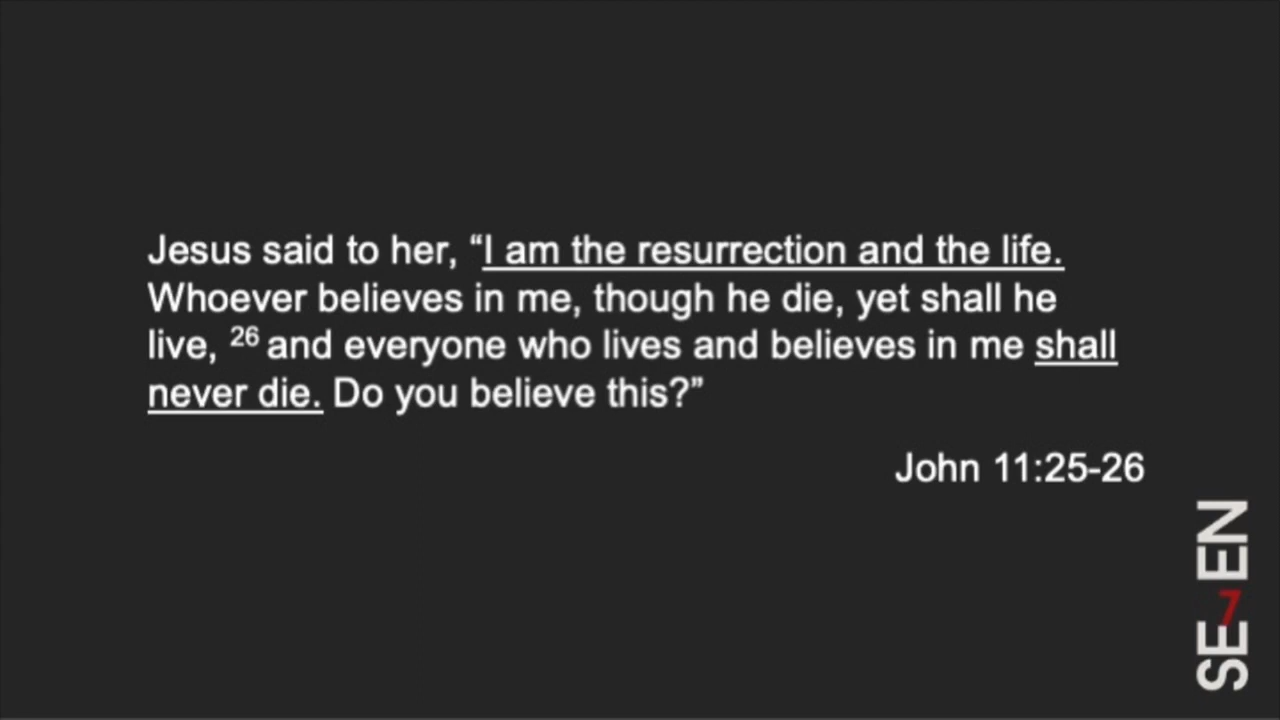 Jesus said to her, “I am the resurrection and the life.
Whoever believes in me, though he die, yet shall he
live, 26 and everyone who lives and believes in me shall
never die. Do you believe this?”
John 11:25-26
SE7EN